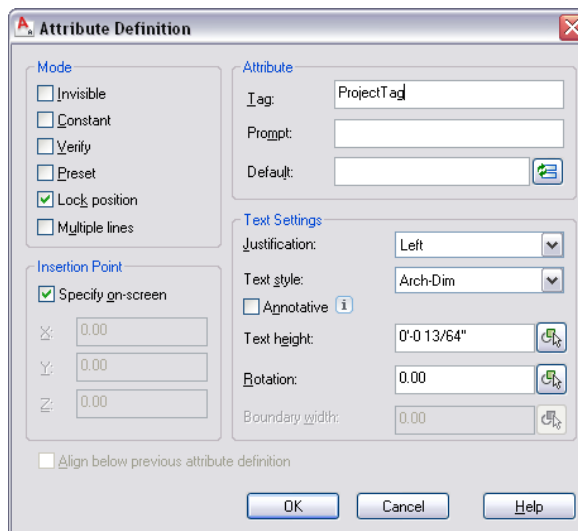 Attribute Definition
Mode
Invisible
Constant
Verify
Preset
Lock position
Multiple lines
Insertion Point
Specify on-screen
X: 0.00
Y: 0.00
Z: 0.00
Attribute
Tag: ProjectTag
Prompt:
Default:
Text Settings
Justification: Left
Text style: Arch-Dim
Annotative i
Text height: 0'-0 13/64"
Rotation: 0.00
Boundary width: 0.00
Align below previous attribute definition
OK Cancel Help